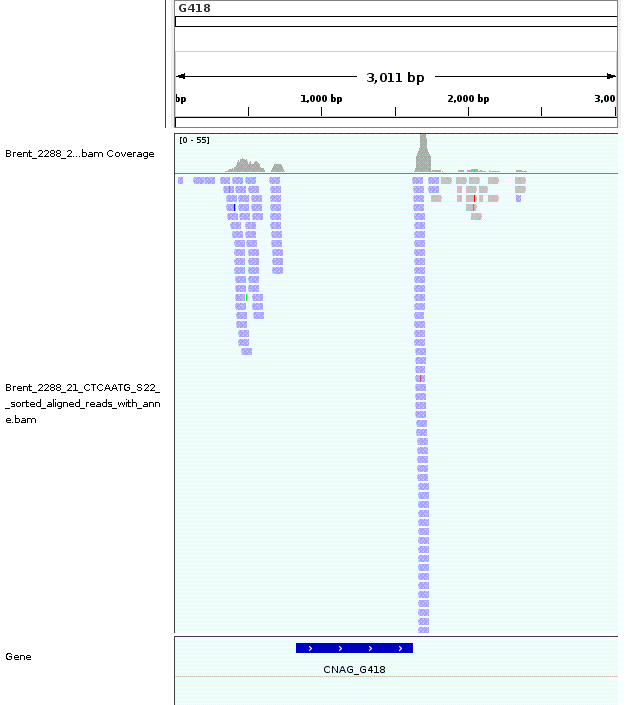 G418
3,011 bp
bp 1,000 bp 2,000 bp 3,00
[0 - 55]
Brent_2288_2...bam Coverage
Brent_2288_21_CTCAATG_S22_
_sorted_aligned_reads_with_ann
e.bam
Gene
CNAG_G418